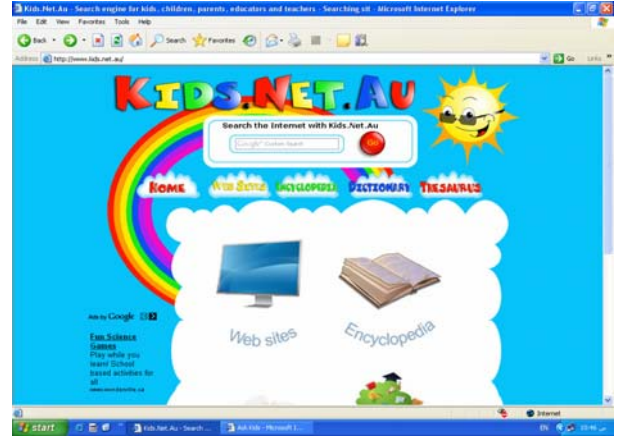 Kids.Net.Au - Search engine for kids, children, parents, educators and teachers - Searching sit - Microsoft Internet Explorer
File Edit View Favorites Tools Help
Back Search Favorites
Address http://www.kids.net.au/ Go Links
KIDS.NET.AU
Search the Internet with Kids.Net.Au
Google Custom Search Go
HOME WEB SITES ENCYCLOPEDIA DICTIONARY THESAURUS
Web sites Encyclopedia
Ads by Google
Fun Science
Games
Play while you
learn! School
based activities for
all
Internet
start Kids.Net.Au - Search ... Ask Kids - Microsoft I... EN